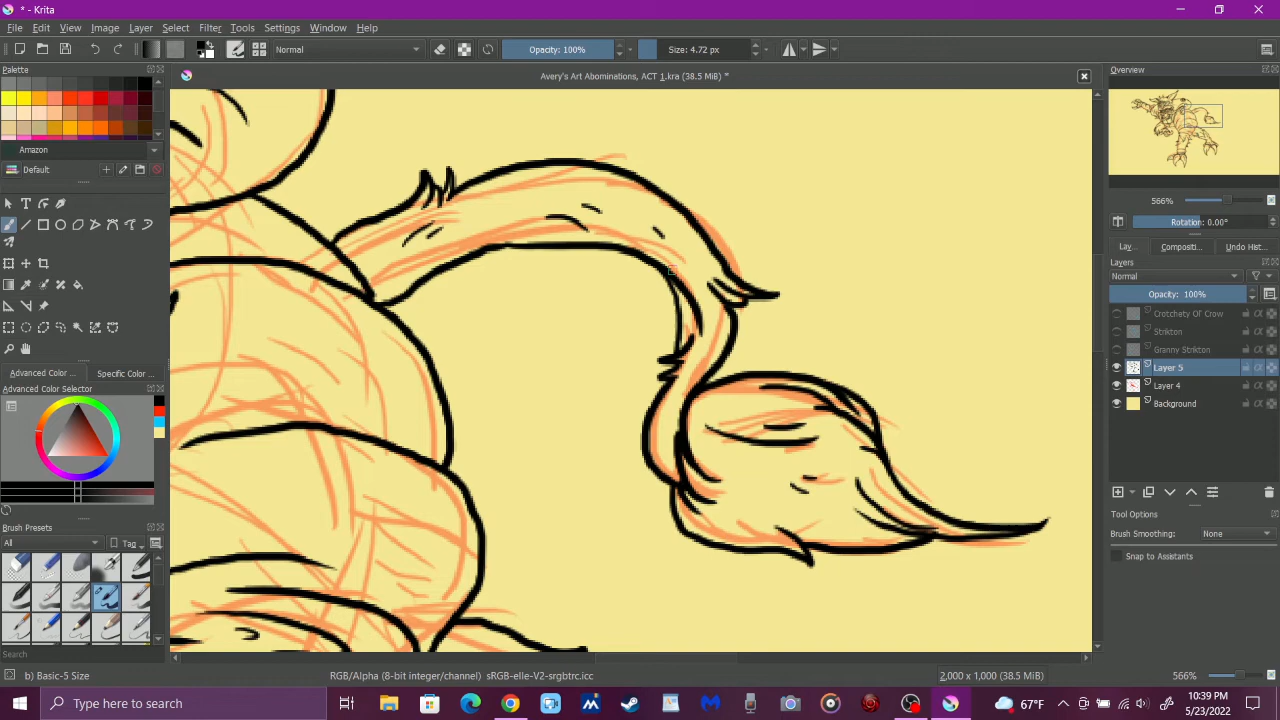 * - Krita
File Edit View Image Layer Select Filter Tools Settings Window Help
Normal Opacity: 100% Size: 4.72 px
Palette
Avery's Art Abominations, ACT 1.kra (38.5 MiB) *
Overview
Amazon
Default
566%
Rotation: 0.00°
Lay... Compositi... Undo Hist...
Layers
Normal
Opacity: 100%
Crotchety Ol' Crow
Strikton
Granny Strikton
Layer 5
Layer 4
Background
Advanced Color ... Specific Color ...
Advanced Color Selector
Tool Options
Brush Smoothing: None
Snap to Assistants
Brush Presets
All Tag
Search
b) Basic-5 Size
RGB/Alpha (8-bit integer/channel) sRGB-elle-V2-srgbtrc.icc
2,000 x 1,000 (38.5 MiB)
566%
Type here to search
67°F
10:39 PM
5/23/2022